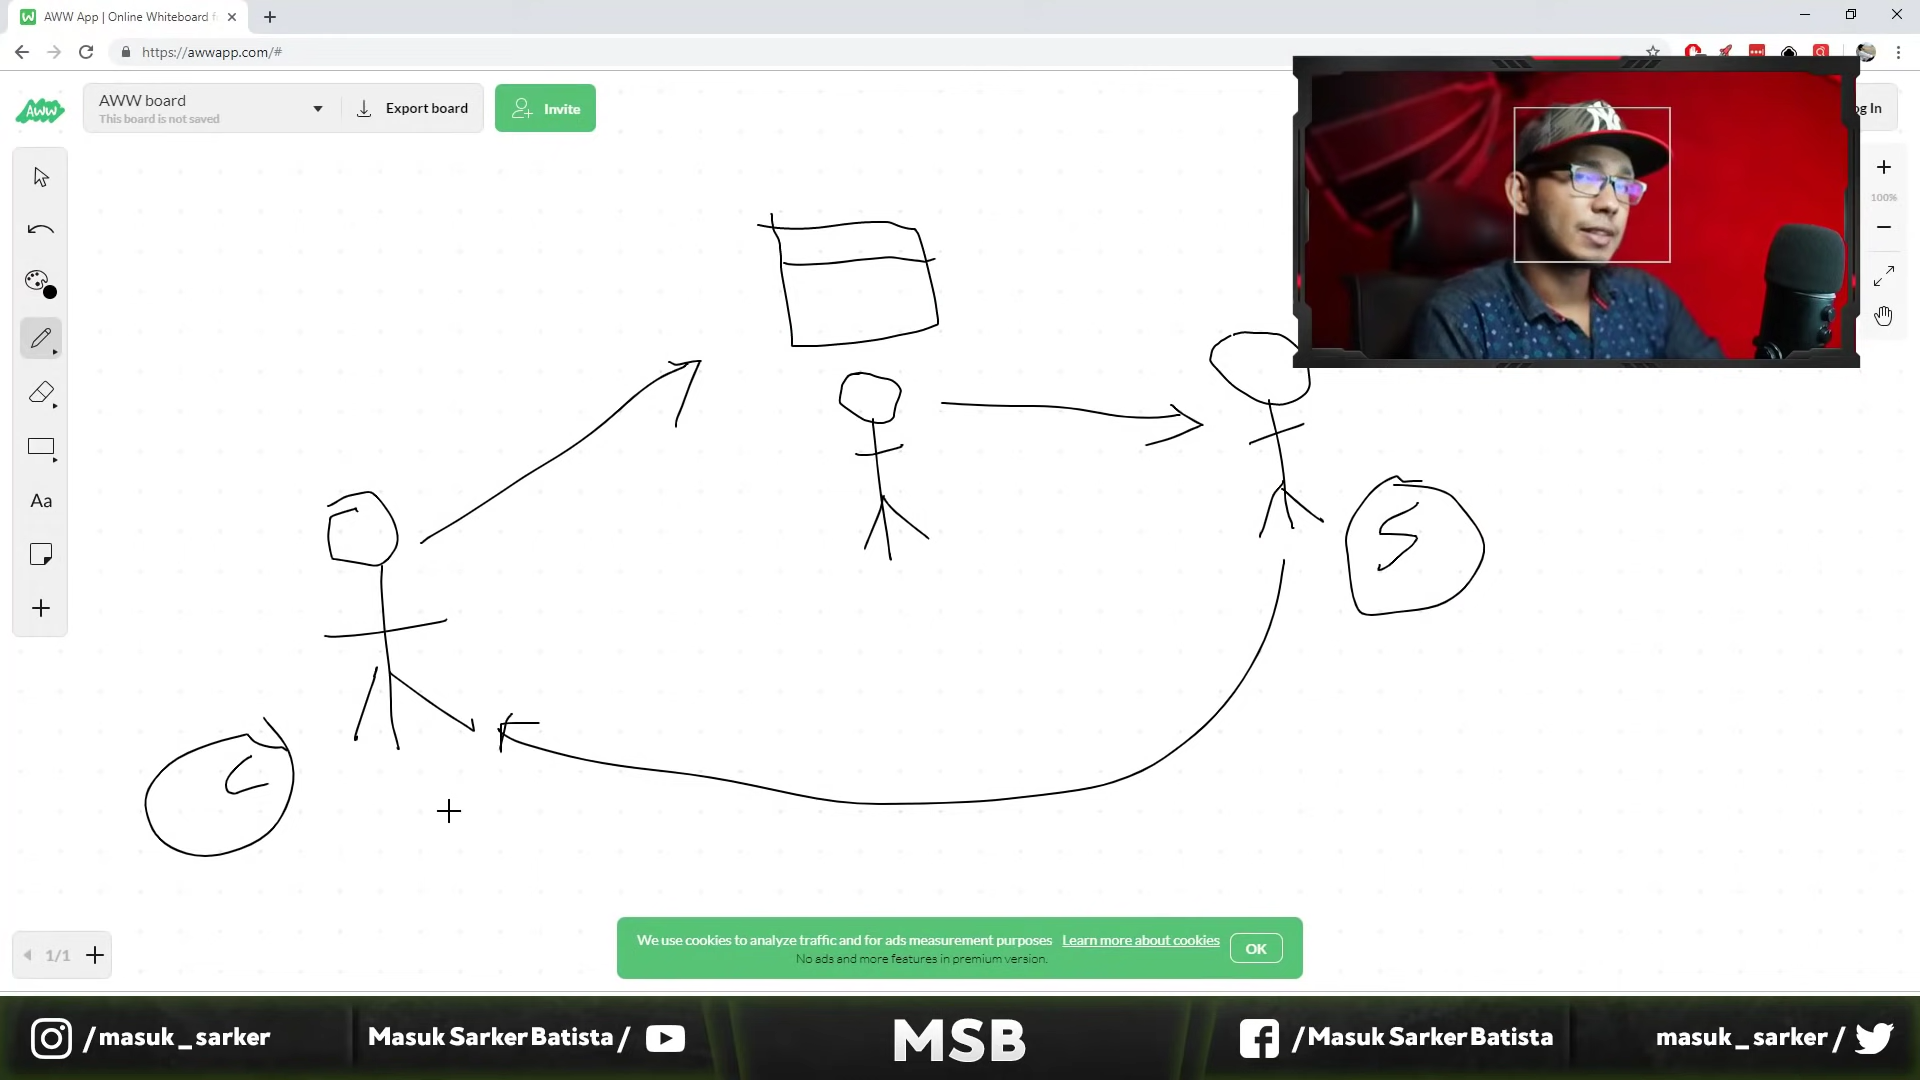 AWW App | Online Whiteboard f
https://awwapp.com/#
AWW
AWW board
This board is not saved
Export board
Invite
og In
100%
Aa
S
C
1/1
We use cookies to analyze traffic and for ads measurement purposes Learn more about cookies
No ads and more features in premium version.
OK
/masuk_sarker
Masuk Sarker Batista /
MSB
/Masuk Sarker Batista
masuk_sarker /